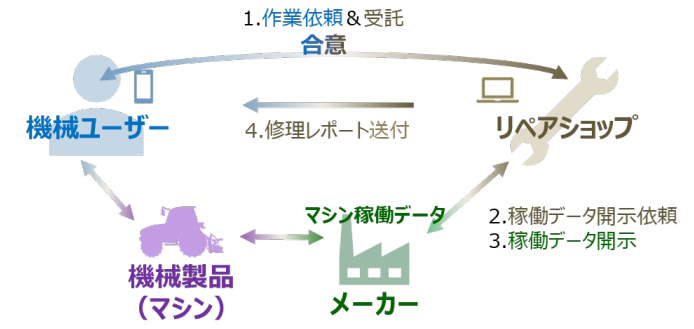 1.作業依頼＆受託
合意
機械ユーザー
リペアショップ
4.修理レポート送付
マシン稼働データ
2.稼働データ開示依頼
3.稼働データ開示
機械製品
（マシン）
メーカー